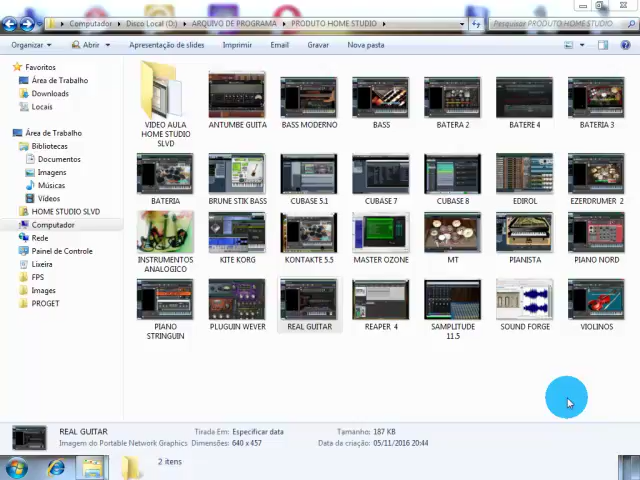 Computador ▸ Disco Local (D:) ▸ ARQUIVO DE PROGRAMA ▸ PRODUTO HOME STUDIO ▸
Pesquisar PRODUTO HOME STUDIO
Organizar Abrir Apresentação de slides Imprimir Email Gravar Nova pasta
Favoritos
Área de Trabalho
Downloads
Locais
Área de Trabalho
Bibliotecas
Documentos
Imagens
Músicas
Vídeos
HOME STUDIO SLVD
Computador
Rede
Painel de Controle
Lixeira
FPS
Images
PROGET
VIDEO AULA
HOME STUDIO
SLVD
ANTUMBE GUITA
BASS MODERNO
BASS
BATERA 2
BATERE 4
BATERIA 3
BATERIA
BRUNE STIK BASS
CUBASE 5.1
CUBASE 7
CUBASE 8
EDIROL
EZERDRUMER 2
INSTRUMENTOS
ANALOGICO
KITE KORG
KONTAKTE 5.5
MASTER OZONE
MT
PIANISTA
PIANO NORD
PIANO
STRINGUIN
PLUGUIN WEVER
REAL GUITAR
REAPER 4
SAMPLITUDE
11.5
SOUND FORGE
VIOLINOS
REAL GUITAR
Imagem do Portable Network Graphics
Tirada Em: Especificar data
Dimensões: 640 x 457
Tamanho: 187 KB
Data da criação: 05/11/2016 20:44
2 itens